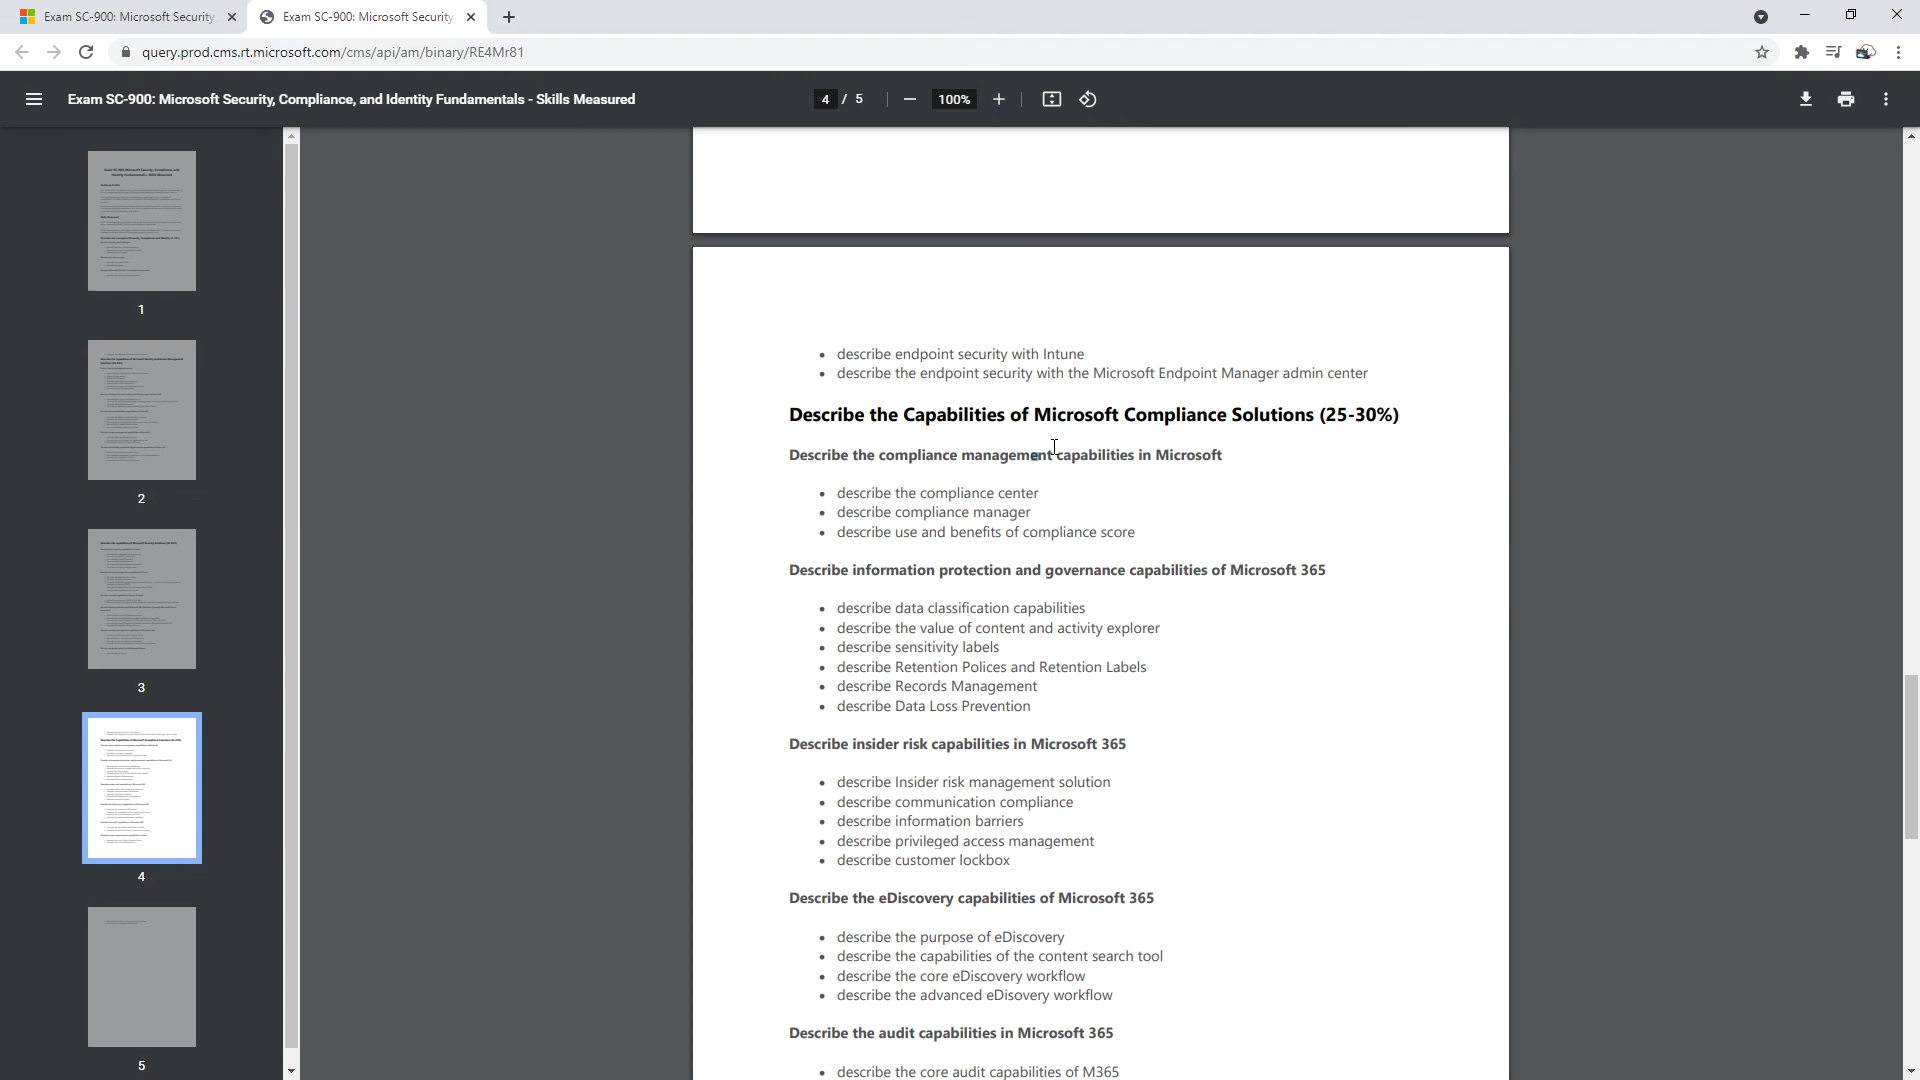 Exam SC-900: Microsoft Security,
Exam SC-900: Microsoft Security,
query.prod.cms.rt.microsoft.com/cms/api/am/binary/RE4Mr81
Exam SC-900: Microsoft Security, Compliance, and Identity Fundamentals - Skills Measured
4 / 5
100%
1
2
3
4
5
• describe endpoint security with Intune
• describe the endpoint security with the Microsoft Endpoint Manager admin center
Describe the Capabilities of Microsoft Compliance Solutions (25-30%)
Describe the compliance management capabilities in Microsoft
• describe the compliance center
• describe compliance manager
• describe use and benefits of compliance score
Describe information protection and governance capabilities of Microsoft 365
• describe data classification capabilities
• describe the value of content and activity explorer
• describe sensitivity labels
• describe Retention Polices and Retention Labels
• describe Records Management
• describe Data Loss Prevention
Describe insider risk capabilities in Microsoft 365
• describe Insider risk management solution
• describe communication compliance
• describe information barriers
• describe privileged access management
• describe customer lockbox
Describe the eDiscovery capabilities of Microsoft 365
• describe the purpose of eDiscovery
• describe the capabilities of the content search tool
• describe the core eDiscovery workflow
• describe the advanced eDisovery workflow
Describe the audit capabilities in Microsoft 365
• describe the core audit capabilities of M365